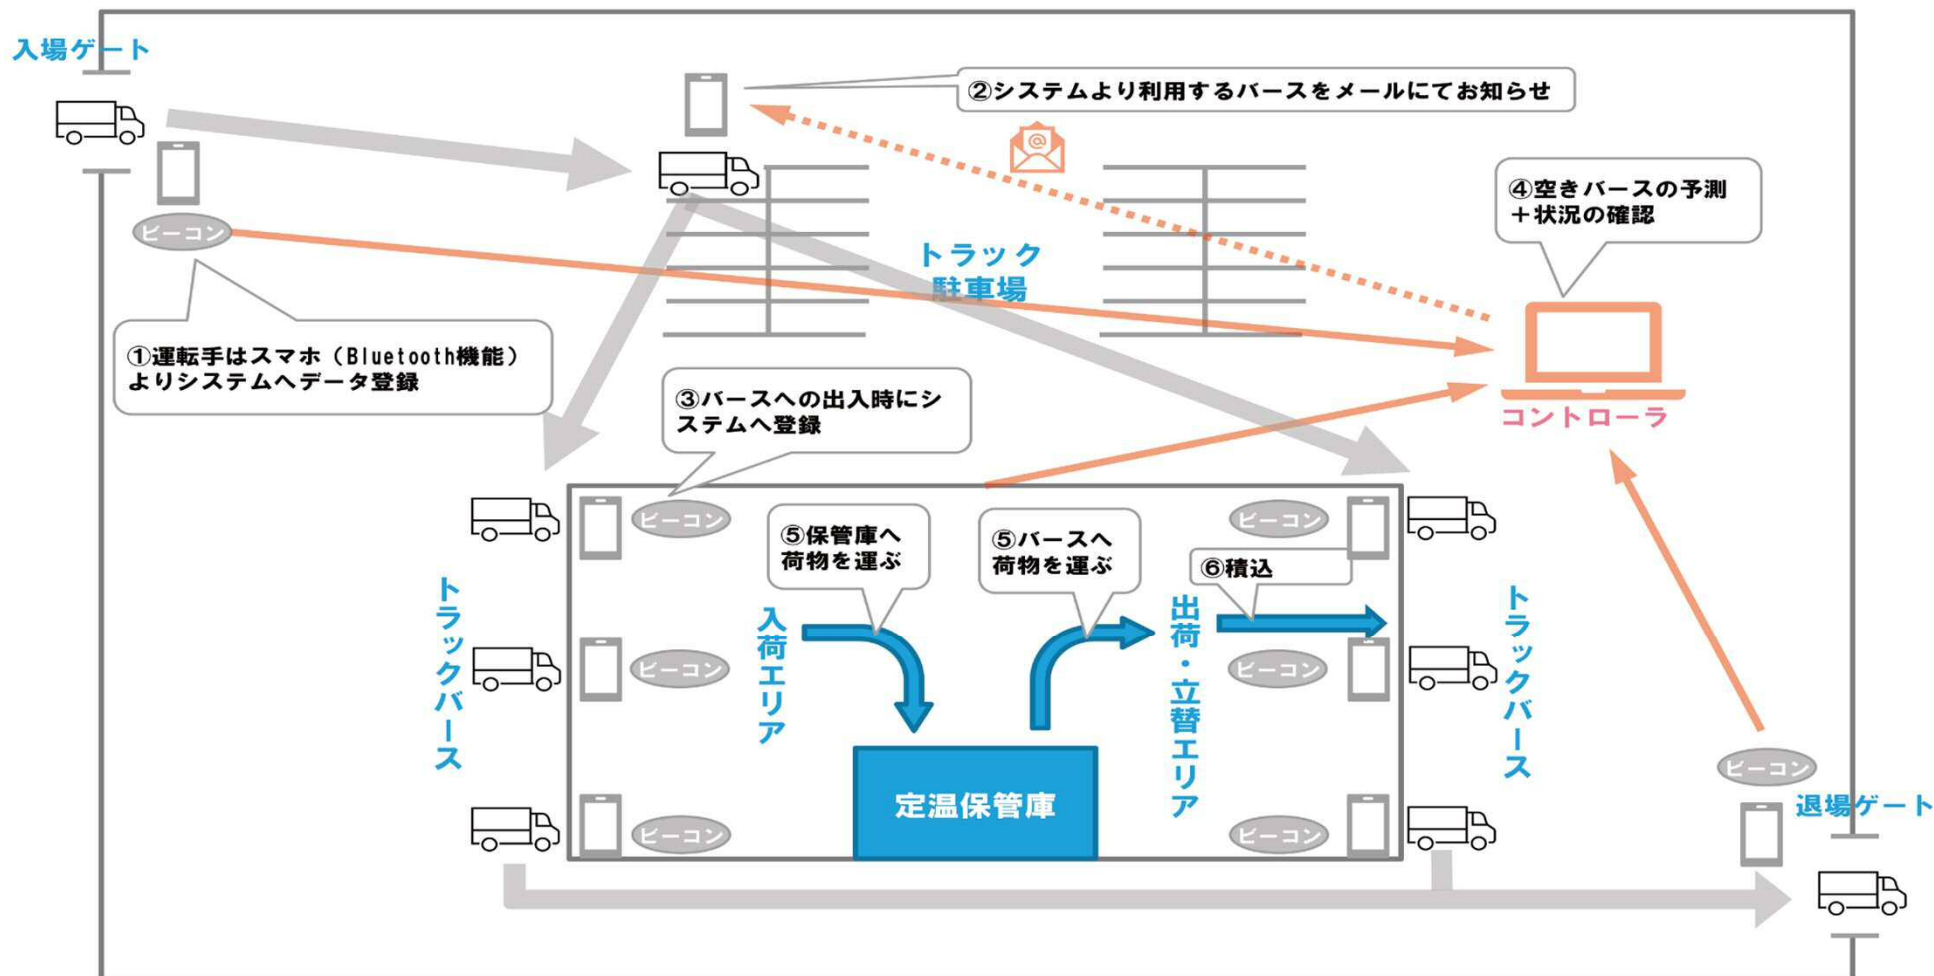 入場ゲート
②システムより利用するバースをメールにてお知らせ
@
ビーコン
④空きバースの予測
＋状況の確認
トラック
駐車場
①運転手はスマホ（Bluetooth機能）
よりシステムへデータ登録
③バースへの出入時にシ
ステムへ登録
コントローラ
ビーコン
⑤保管庫へ
荷物を運ぶ
⑤バースへ
荷物を運ぶ
ビーコン
⑥積込
トラックバース
ビーコン
入荷エリア
出荷・立替エリア
ビーコン
トラックバース
ビーコン
定温保管庫
ビーコン
ビーコン
退場ゲート